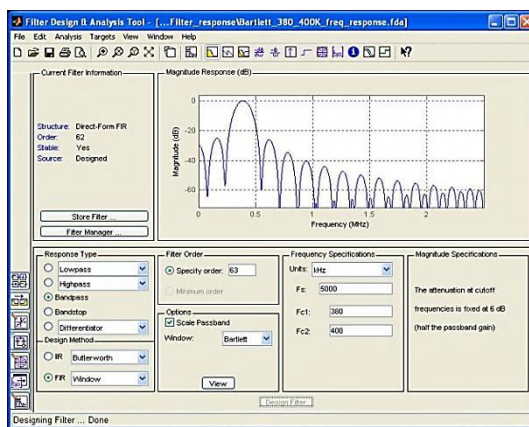 Filter Design & Analysis Tool - [...Filter_response\Bartlett_380_400K_freq_response.fda]
File Edit Analysis Targets View Window Help
Current Filter Information
Structure: Direct-Form FIR
Order: 62
Stable: Yes
Source: Designed
Store Filter ...
Filter Manager ...
Magnitude Response (dB)
0
-20
-40
-60
Magnitude (dB)
0 0.5 1 1.5 2
Frequency (MHz)
Response Type
Lowpass
Highpass
Bandpass
Bandstop
Differentiator
Design Method
IIR Butterworth
FIR Window
Filter Order
Specify order: 63
Minimum order
Options
Scale Passband
Window: Bartlett
View
Frequency Specifications
Units: kHz
Fs: 5000
Fc1: 380
Fc2: 400
Magnitude Specifications
The attenuation at cutoff
frequencies is fixed at 6 dB
(half the passband gain)
Design Filter
Designing Filter ... Done